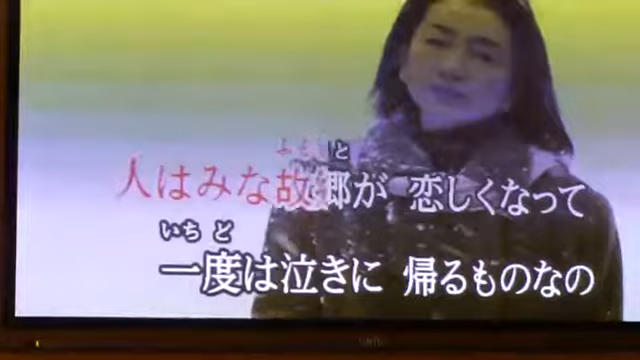 ふるさと
人はみな故郷が 恋しくなって
いちど
一度は泣きに 帰るものなの